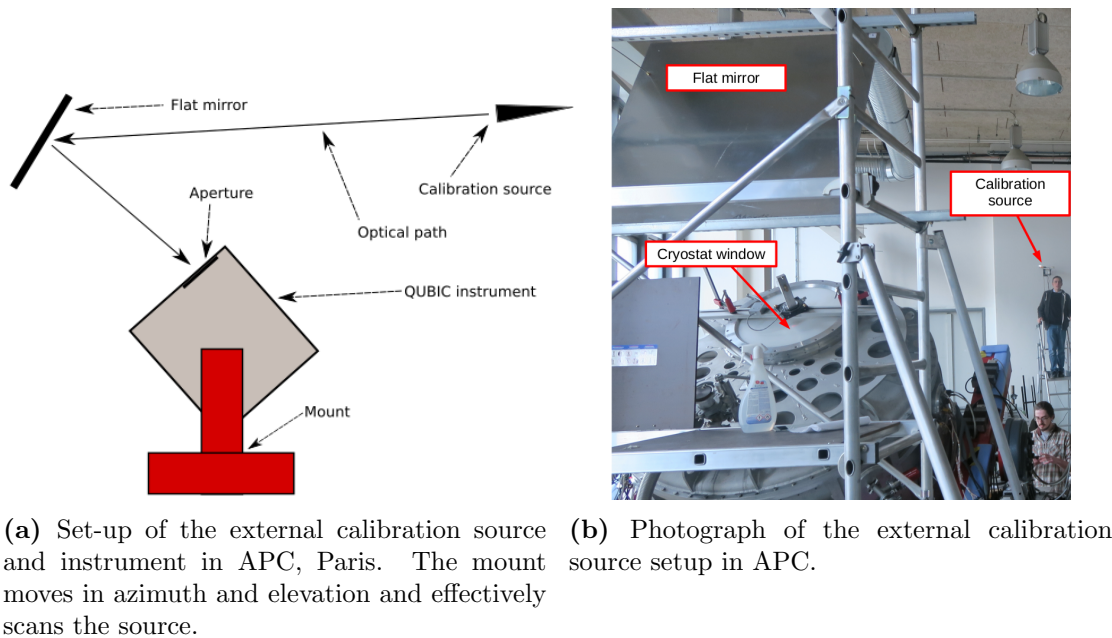 Flat mirror
Aperture
Calibration source
Optical path
QUBIC instrument
Mount
Flat mirror
Calibration
source
Cryostat window
(a) Set-up of the external calibration source
and instrument in APC, Paris. The mount
moves in azimuth and elevation and effectively
scans the source.
(b) Photograph of the external calibration
source setup in APC.